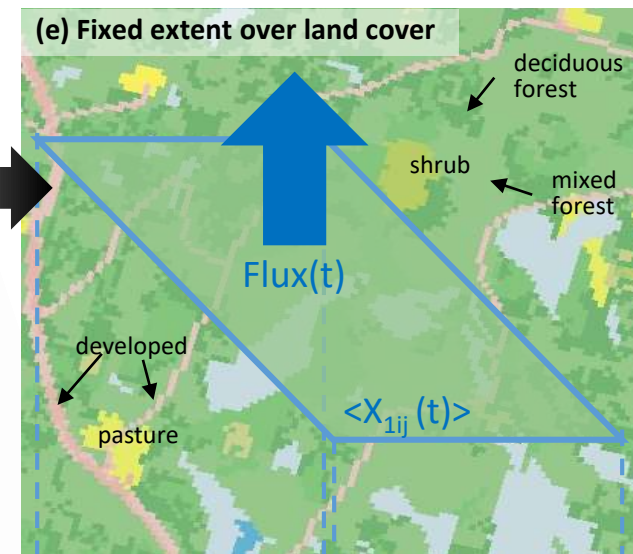 (e) Fixed extent over land cover
deciduous
forest
shrub
mixed
forest
Flux(t)
developed
<X1ij (t)>
pasture